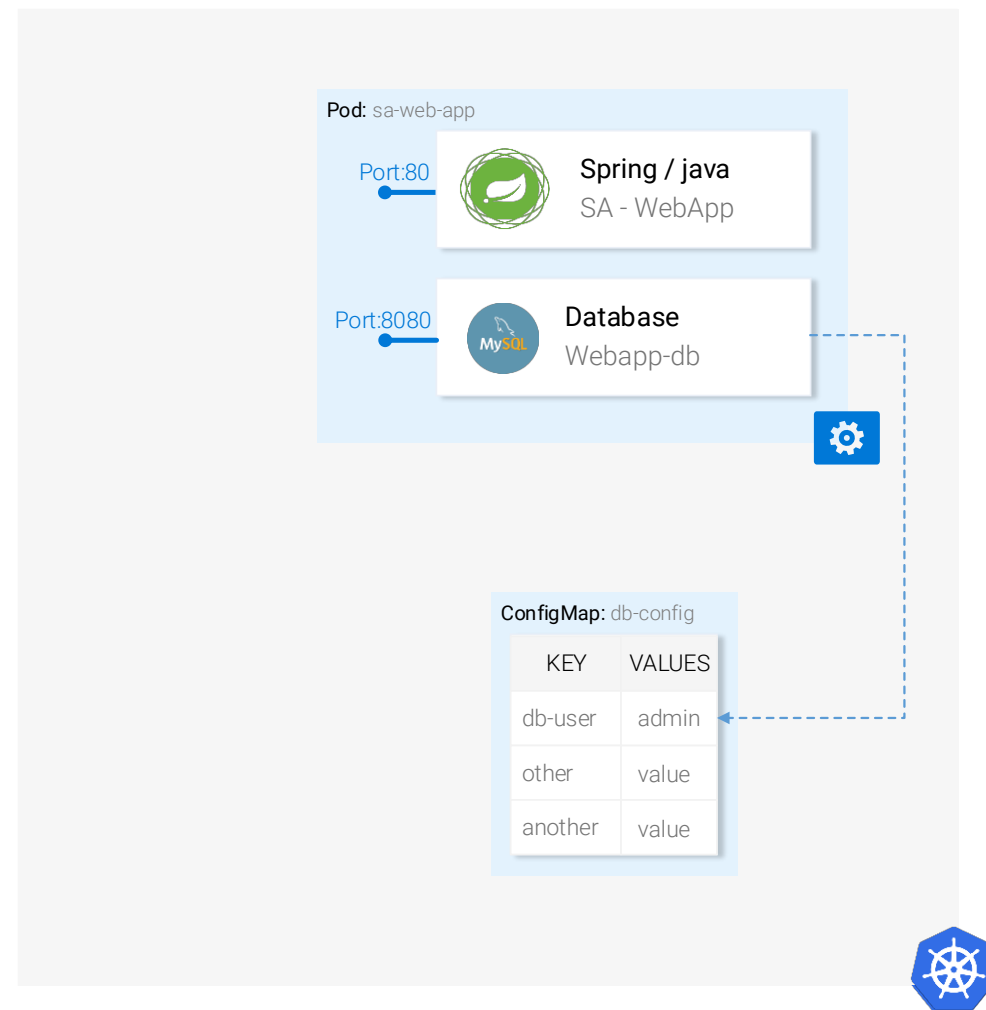 Pod: sa-web-app
Port:80
Spring / java
SA - WebApp
Port:8080
MySQL
Database
Webapp-db
ConfigMap: db-config
KEY VALUES
db-user admin
other value
another value